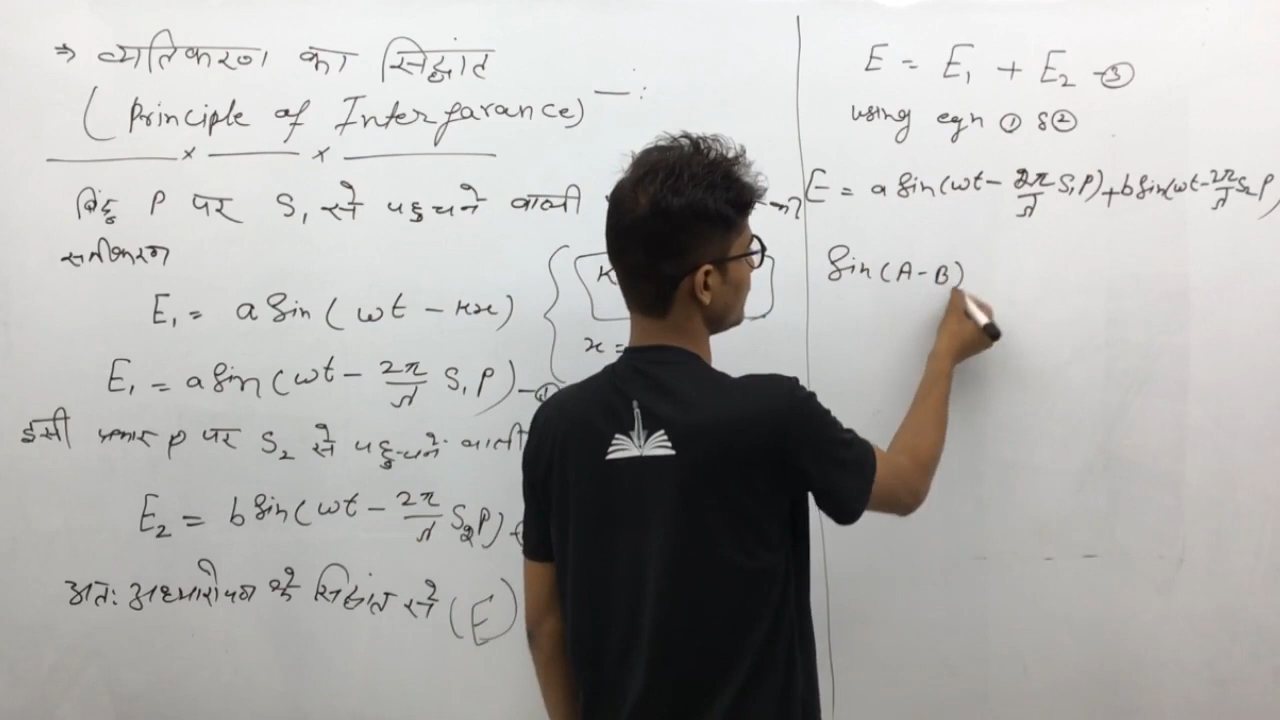 ⇒ व्यतिकरण का सिद्धांत
(Principle of Interfarance) —:
बिंदु P पर S₁ से पहुचने वाली
समीकरण
E₁ = a Sin (ωt - Kx)
K
x =
E₁ = a Sin (ωt - 2π/λ S₁P) - ①
इसी प्रकार P पर S₂ से पहुचने वाली
E₂ = b Sin (ωt - 2π/λ S₂P) -
अतः अध्यारोपण के सिद्धांत से (E)
E = E₁ + E₂ - ③
using eqn ① & ②
E = a Sin (ωt - 2π/λ S₁P) + b Sin (ωt - 2π/λ S₂P)
Sin (A - B)